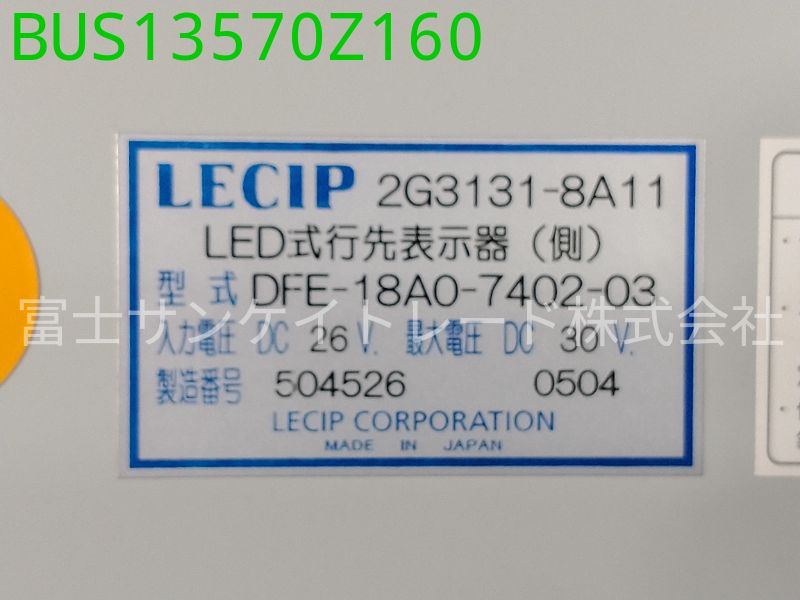 BUS13570Z160
LECIP 2G3131-8A11
LED式行先表示器（側）
型式 DFE-18A0-7402-03
富士サンケイトレード株式会社
入力電圧 DC 26 V. 最大電圧 DC 30 V.
製造番号 504526 0504
LECIP CORPORATION
MADE IN JAPAN